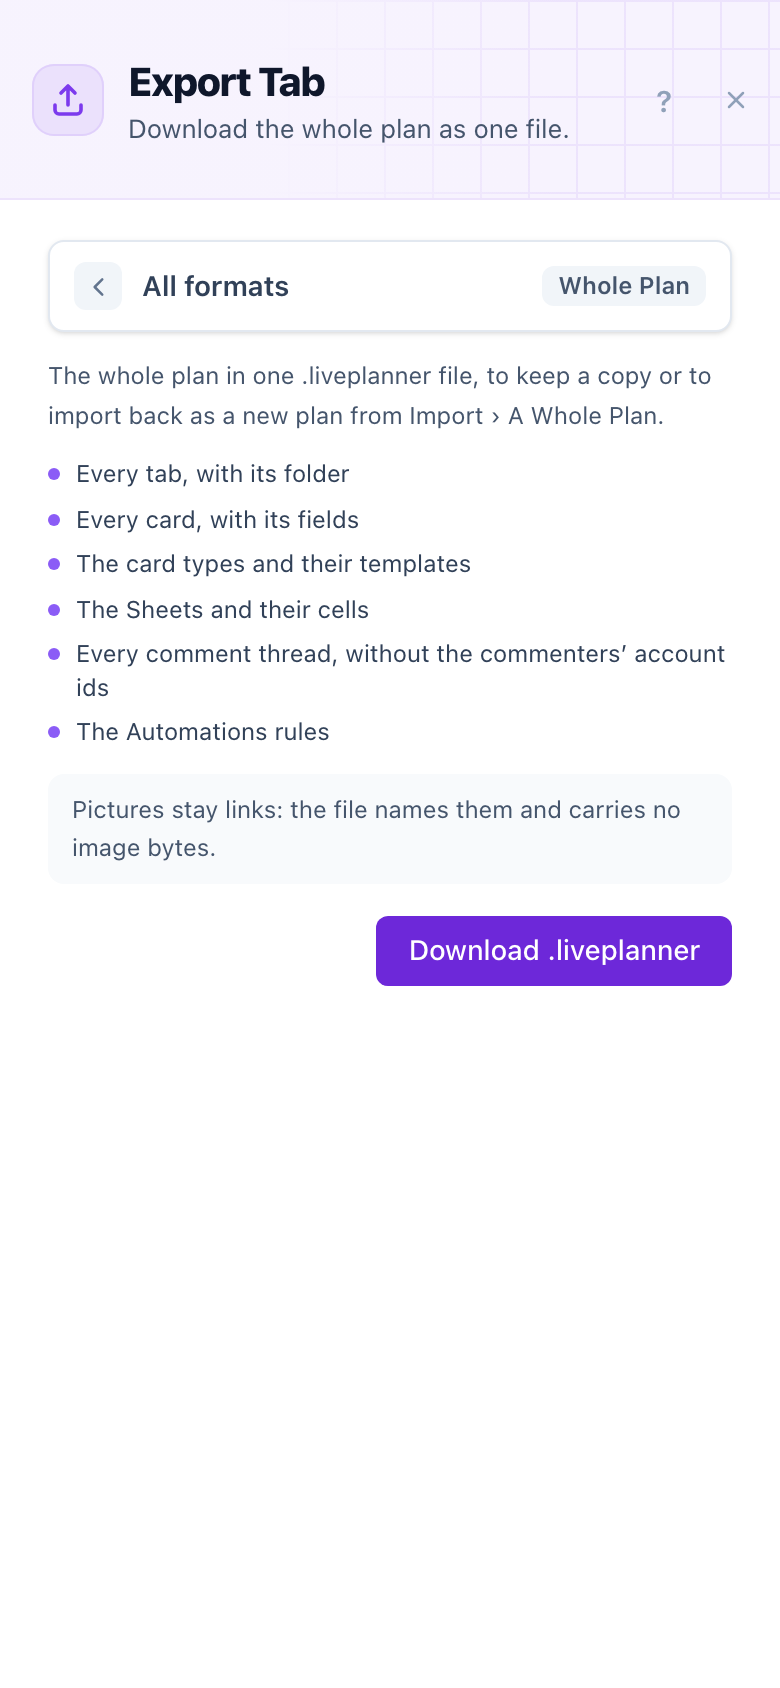 Export Tab
Download the whole plan as one file.
?
All formats
Whole Plan
The whole plan in one .liveplanner file, to keep a copy or to
import back as a new plan from Import › A Whole Plan.
Every tab, with its folder
Every card, with its fields
The card types and their templates
The Sheets and their cells
Every comment thread, without the commenters’ account
ids
The Automations rules
Pictures stay links: the file names them and carries no
image bytes.
Download .liveplanner